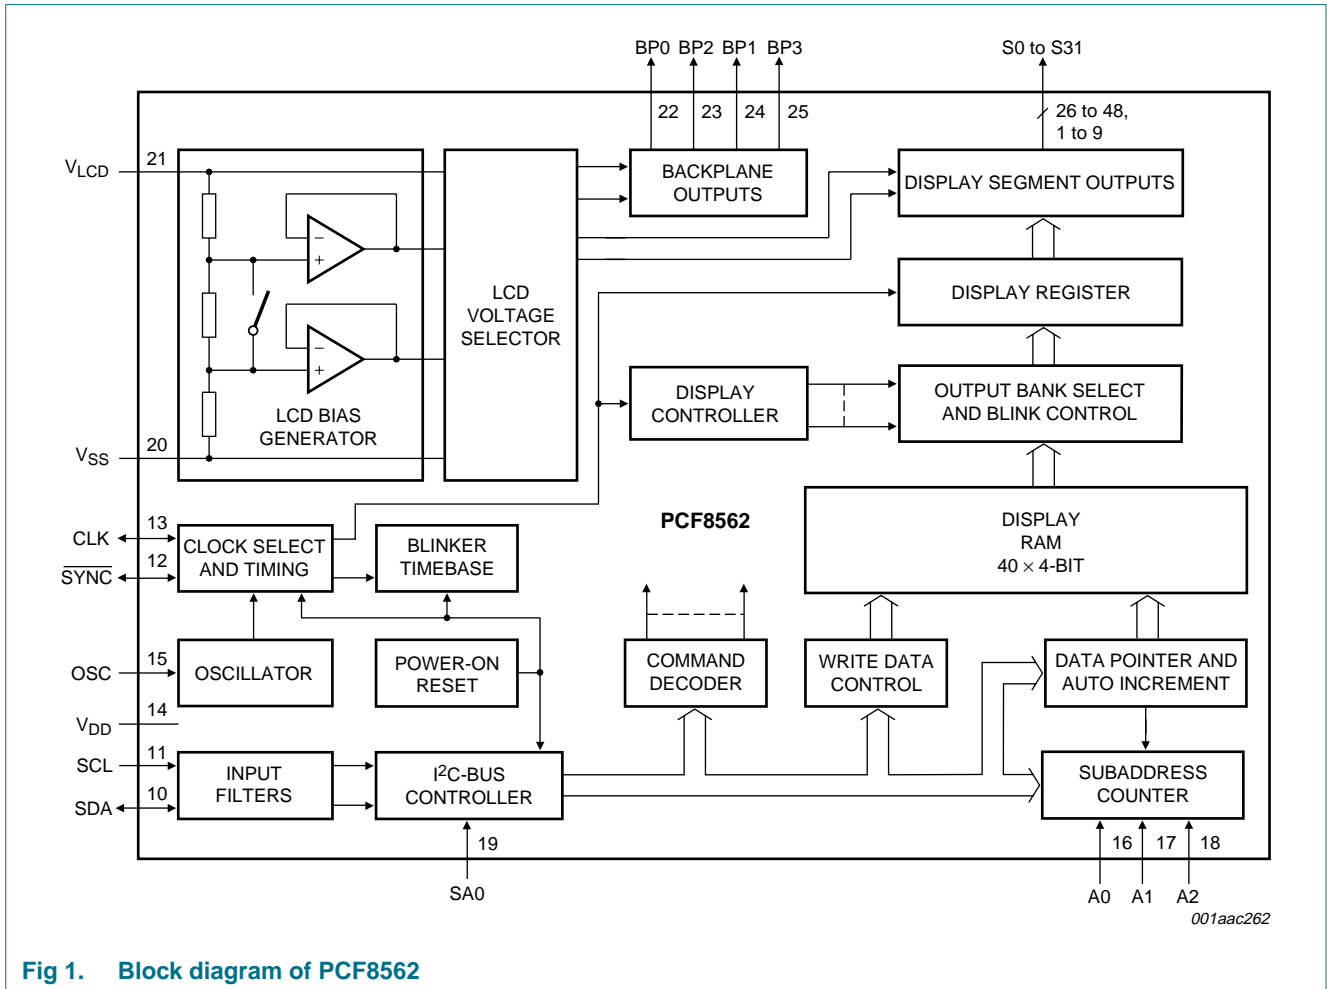 BP0 BP2 BP1 BP3
S0 to S31
22 23 24 25
26 to 48,
1 to 9
VLCD
21
BACKPLANE
OUTPUTS
DISPLAY SEGMENT OUTPUTS
−
+
−
+
LCD
VOLTAGE
SELECTOR
DISPLAY REGISTER
LCD BIAS
GENERATOR
DISPLAY
CONTROLLER
OUTPUT BANK SELECT
AND BLINK CONTROL
VSS
20
CLK
13
SYNC
12
CLOCK SELECT
AND TIMING
BLINKER
TIMEBASE
PCF8562
DISPLAY
RAM
40 × 4-BIT
OSC
15
OSCILLATOR
POWER-ON
RESET
COMMAND
DECODER
WRITE DATA
CONTROL
DATA POINTER AND
AUTO INCREMENT
VDD
14
SCL
11
SDA
10
INPUT
FILTERS
I2C-BUS
CONTROLLER
SUBADDRESS
COUNTER
19
SA0
16 17 18
A0 A1 A2
001aac262
Fig 1. Block diagram of PCF8562